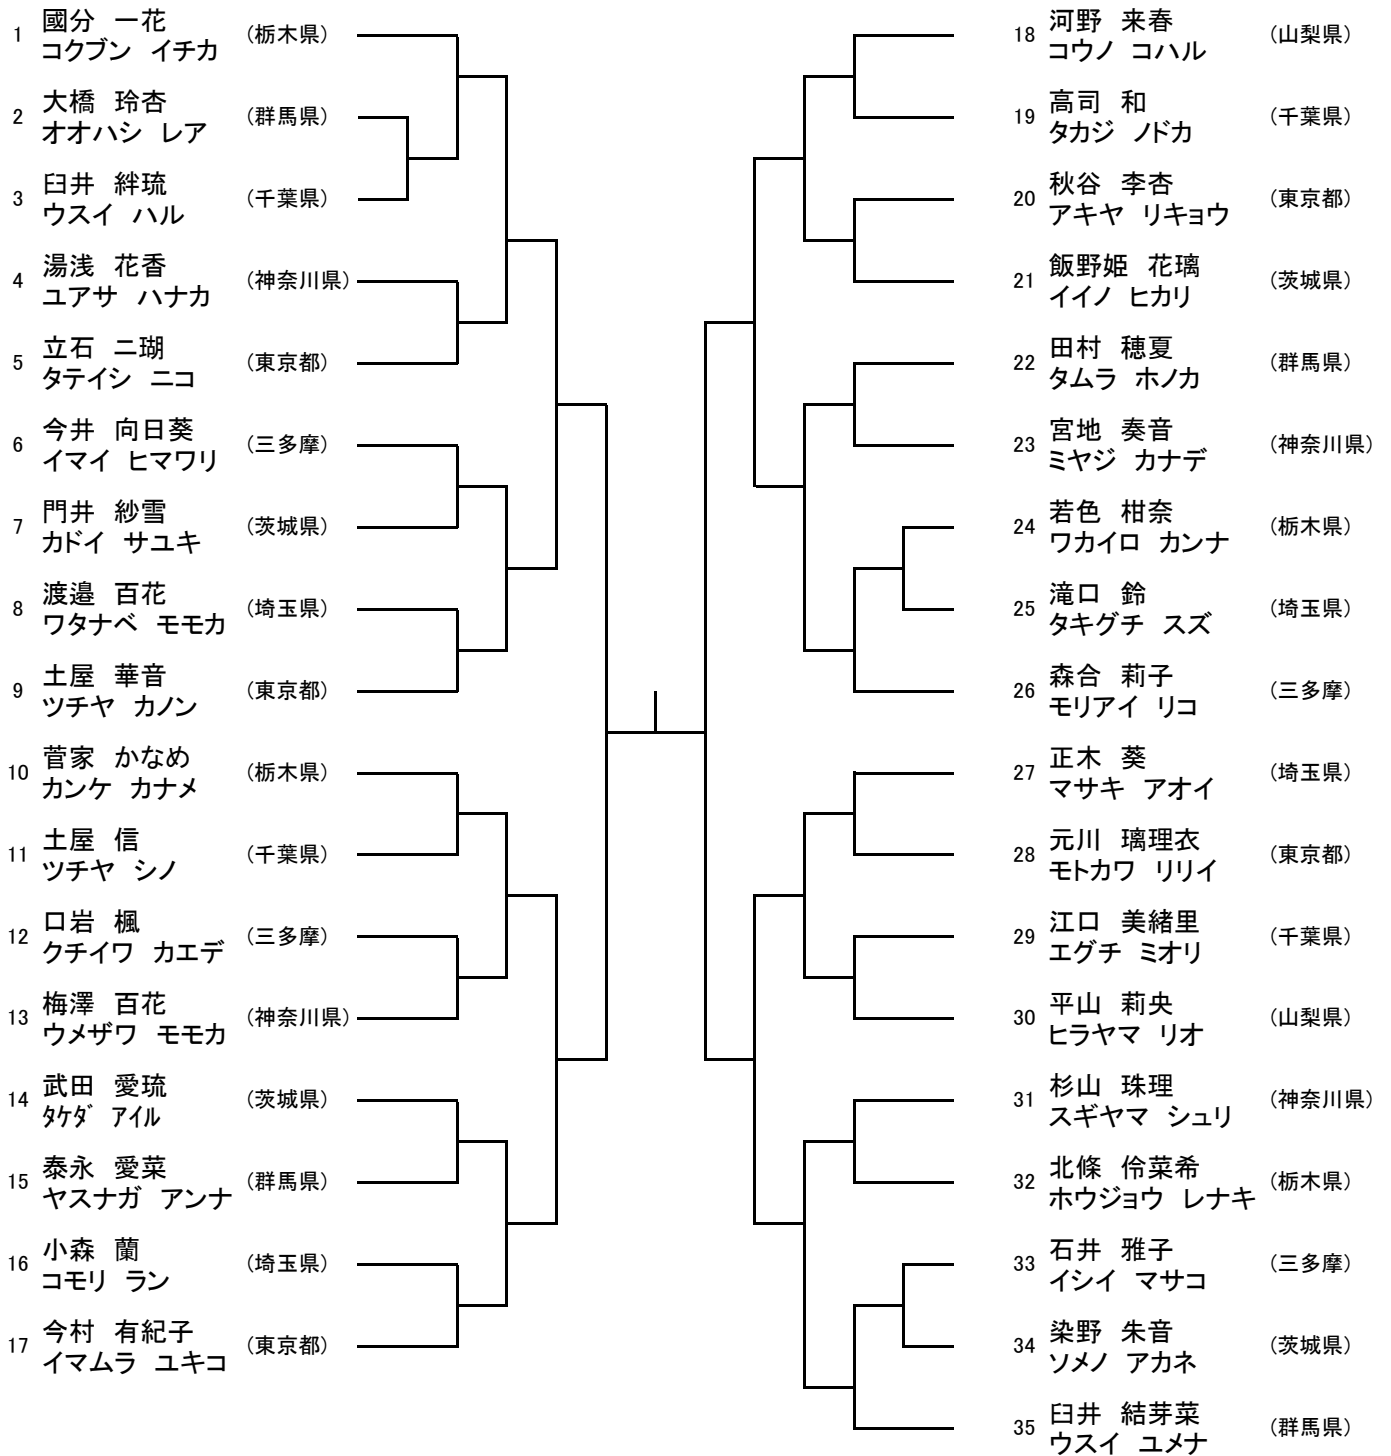 1 國分 一花 (栃木県)
コクブン イチカ
2 大橋 玲杏 (群馬県)
オオハシ レア
3 臼井 絆琉 (千葉県)
ウスイ ハル
4 湯浅 花香 (神奈川県)
ユアサ ハナカ
5 立石 ニ瑚 (東京都)
タテイシ ニコ
6 今井 向日葵 (三多摩)
イマイ ヒマワリ
7 門井 紗雪 (茨城県)
カドイ サユキ
8 渡邉 百花 (埼玉県)
ワタナベ モモカ
9 土屋 華音 (東京都)
ツチヤ カノン
10 菅家 かなめ (栃木県)
カンケ カナメ
11 土屋 信 (千葉県)
ツチヤ シノ
12 口岩 楓 (三多摩)
クチイワ カエデ
13 梅澤 百花 (神奈川県)
ウメザワ モモカ
14 武田 愛琉 (茨城県)
ﾀｹﾀﾞ ｱｲﾙ
15 泰永 愛菜 (群馬県)
ヤスナガ アンナ
16 小森 蘭 (埼玉県)
コモリ ラン
17 今村 有紀子 (東京都)
イマムラ ユキコ
18 河野 来春 (山梨県)
コウノ コハル
19 高司 和 (千葉県)
タカジ ノドカ
20 秋谷 李杏 (東京都)
アキヤ リキョウ
21 飯野姫 花璃 (茨城県)
イイノ ヒカリ
22 田村 穂夏 (群馬県)
タムラ ホノカ
23 宮地 奏音 (神奈川県)
ミヤジ カナデ
24 若色 柑奈 (栃木県)
ワカイロ カンナ
25 滝口 鈴 (埼玉県)
タキグチ スズ
26 森合 莉子 (三多摩)
モリアイ リコ
27 正木 葵 (埼玉県)
マサキ アオイ
28 元川 璃理衣 (東京都)
モトカワ リリイ
29 江口 美緒里 (千葉県)
エグチ ミオリ
30 平山 莉央 (山梨県)
ヒラヤマ リオ
31 杉山 珠理 (神奈川県)
スギヤマ シュリ
32 北條 伶菜希 (栃木県)
ホウジョウ レナキ
33 石井 雅子 (三多摩)
イシイ マサコ
34 染野 朱音 (茨城県)
ソメノ アカネ
35 臼井 結芽菜 (群馬県)
ウスイ ユメナ